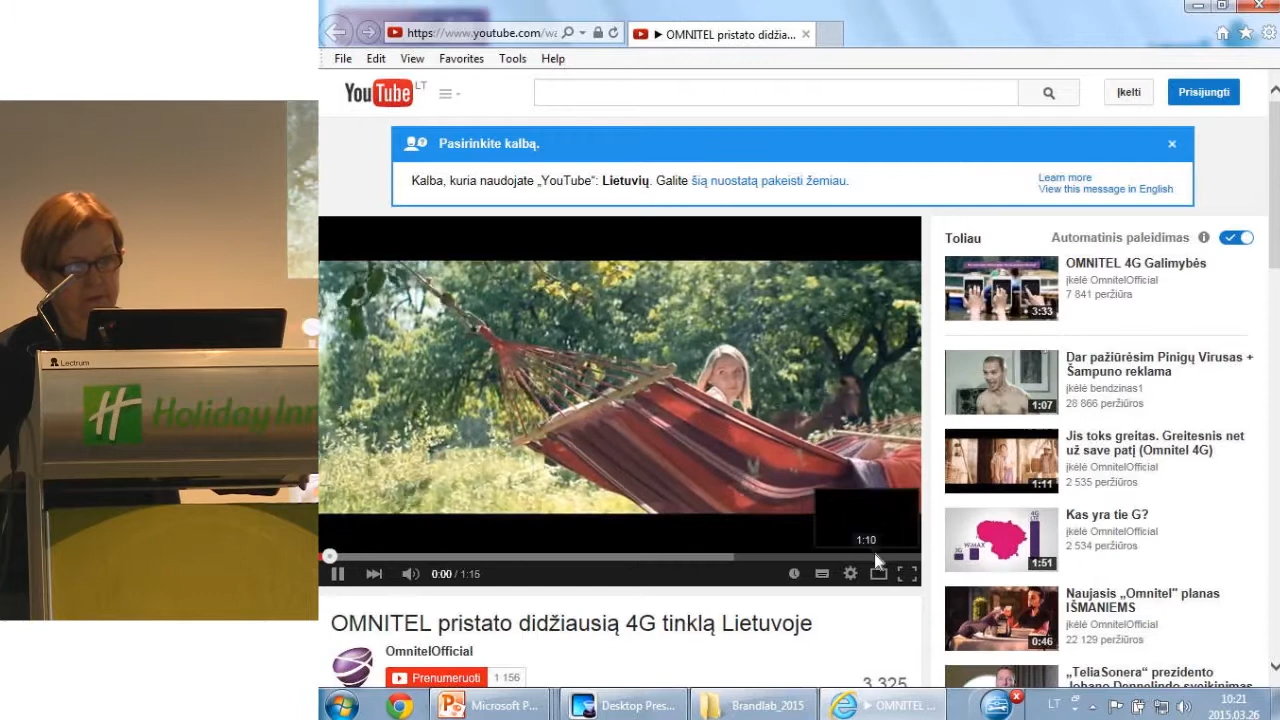 https://www.youtube.com/wa
▶ OMNITEL pristato didžia...
File Edit View Favorites Tools Help
YouTube LT
Įkelti
Prisijungti
Pasirinkite kalbą.
Kalba, kuria naudojate „YouTube“: Lietuvių. Galite šią nuostatą pakeisti žemiau.
Learn more
View this message in English
Lectrum
Holiday Inn
1:10
0:00 / 1:16
OMNITEL pristato didžiausią 4G tinklą Lietuvoje
OmnitelOfficial
Prenumeruoti 1 156
3 325
Toliau
Automatinis paleidimas
OMNITEL 4G Galimybės
įkėlė OmnitelOfficial
7 841 peržiūra
3:33
Dar pažiūrėsim Pinigų Virusas +
Šampuno reklama
įkėlė bendzinas1
28 866 peržiūros
1:07
Jis toks greitas. Greitesnis net
už save patį (Omnitel 4G)
įkėlė OmnitelOfficial
2 535 peržiūros
1:11
Kas yra tie G?
įkėlė OmnitelOfficial
2 534 peržiūros
3G WiMAX 4G LTE
1:51
Naujasis „Omnitel“ planas
IŠMANIEMS
įkėlė OmnitelOfficial
22 129 peržiūros
0:46
„TeliaSonera“ prezidento
Microsoft P...
Desktop Pres...
Brandlab_2015
▶ OMNITEL ...
LT
10:21
2015.03.26